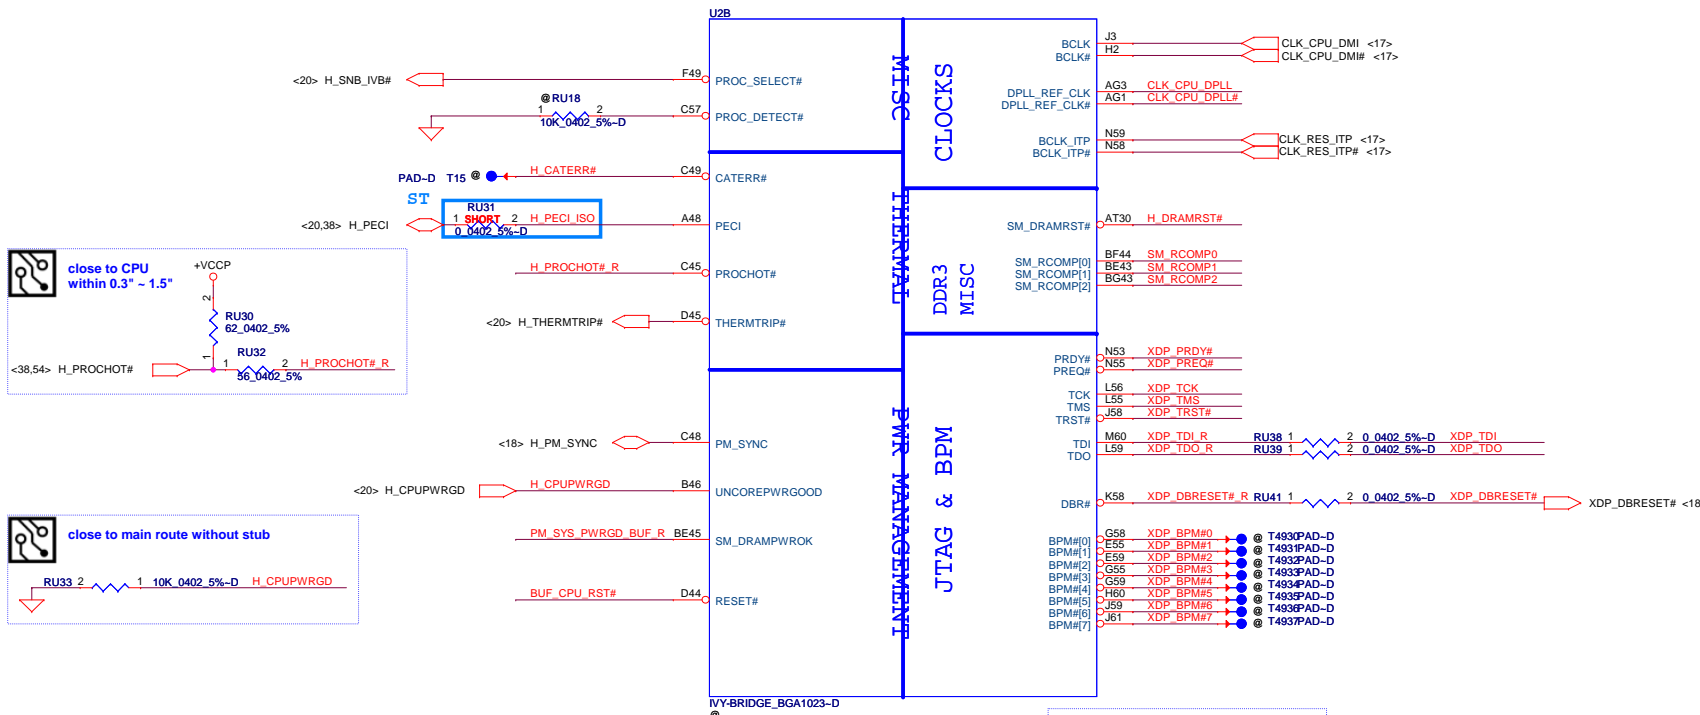 U2B
<20> H_SNB_IVB# F49 PROC_SELECT#
@ RU18
1 2 C57 PROC_DETECT#
10K_0402_5%~D
PAD~D T15 @ H_CATERR# C49 CATERR#
ST
RU31
<20,38> H_PECI 1 SHORT 2 H_PECI_ISO A48 PECI
0_0402_5%~D
H_PROCHOT#_R C45 PROCHOT#
<20> H_THERMTRIP# D45 THERMTRIP#
close to CPU
within 0.3" ~ 1.5"
+VCCP
2
RU30
62_0402_5%
1
RU32
<38,54> H_PROCHOT# 1 2 H_PROCHOT#_R
56_0402_5%
<18> H_PM_SYNC C48 PM_SYNC
<20> H_CPUPWRGD H_CPUPWRGD B46 UNCOREPWRGOOD
PM_SYS_PWRGD_BUF_R BE45 SM_DRAMPWROK
BUF_CPU_RST# D44 RESET#
close to main route without stub
RU33 2 1 10K_0402_5%~D H_CPUPWRGD
MISC
THERMAL
PWR MANAGEMENT
CLOCKS
DDR3
MISC
JTAG & BPM
BCLK J3 CLK_CPU_DMI <17>
BCLK# H2 CLK_CPU_DMI# <17>
DPLL_REF_CLK AG3 CLK_CPU_DPLL
DPLL_REF_CLK# AG1 CLK_CPU_DPLL#
BCLK_ITP N59 CLK_RES_ITP <17>
BCLK_ITP# N58 CLK_RES_ITP# <17>
SM_DRAMRST# AT30 H_DRAMRST#
SM_RCOMP[0] BF44 SM_RCOMP0
SM_RCOMP[1] BE43 SM_RCOMP1
SM_RCOMP[2] BG43 SM_RCOMP2
PRDY# N53 XDP_PRDY#
PREQ# N55 XDP_PREQ#
TCK L56 XDP_TCK
TMS L55 XDP_TMS
TRST# J58 XDP_TRST#
TDI M60 XDP_TDI_R RU38 1 2 0_0402_5%~D XDP_TDI
TDO L59 XDP_TDO_R RU39 1 2 0_0402_5%~D XDP_TDO
DBR# K58 XDP_DBRESET#_R RU41 1 2 0_0402_5%~D XDP_DBRESET# XDP_DBRESET# <18
BPM#[0] G58 XDP_BPM#0 @ T4930PAD~D
BPM#[1] E55 XDP_BPM#1 @ T4931PAD~D
BPM#[2] E59 XDP_BPM#2 @ T4932PAD~D
BPM#[3] G55 XDP_BPM#3 @ T4933PAD~D
BPM#[4] G59 XDP_BPM#4 @ T4934PAD~D
BPM#[5] H60 XDP_BPM#5 @ T4935PAD~D
BPM#[6] J59 XDP_BPM#6 @ T4936PAD~D
BPM#[7] J61 XDP_BPM#7 @ T4937PAD~D
IVY-BRIDGE_BGA1023~D
@